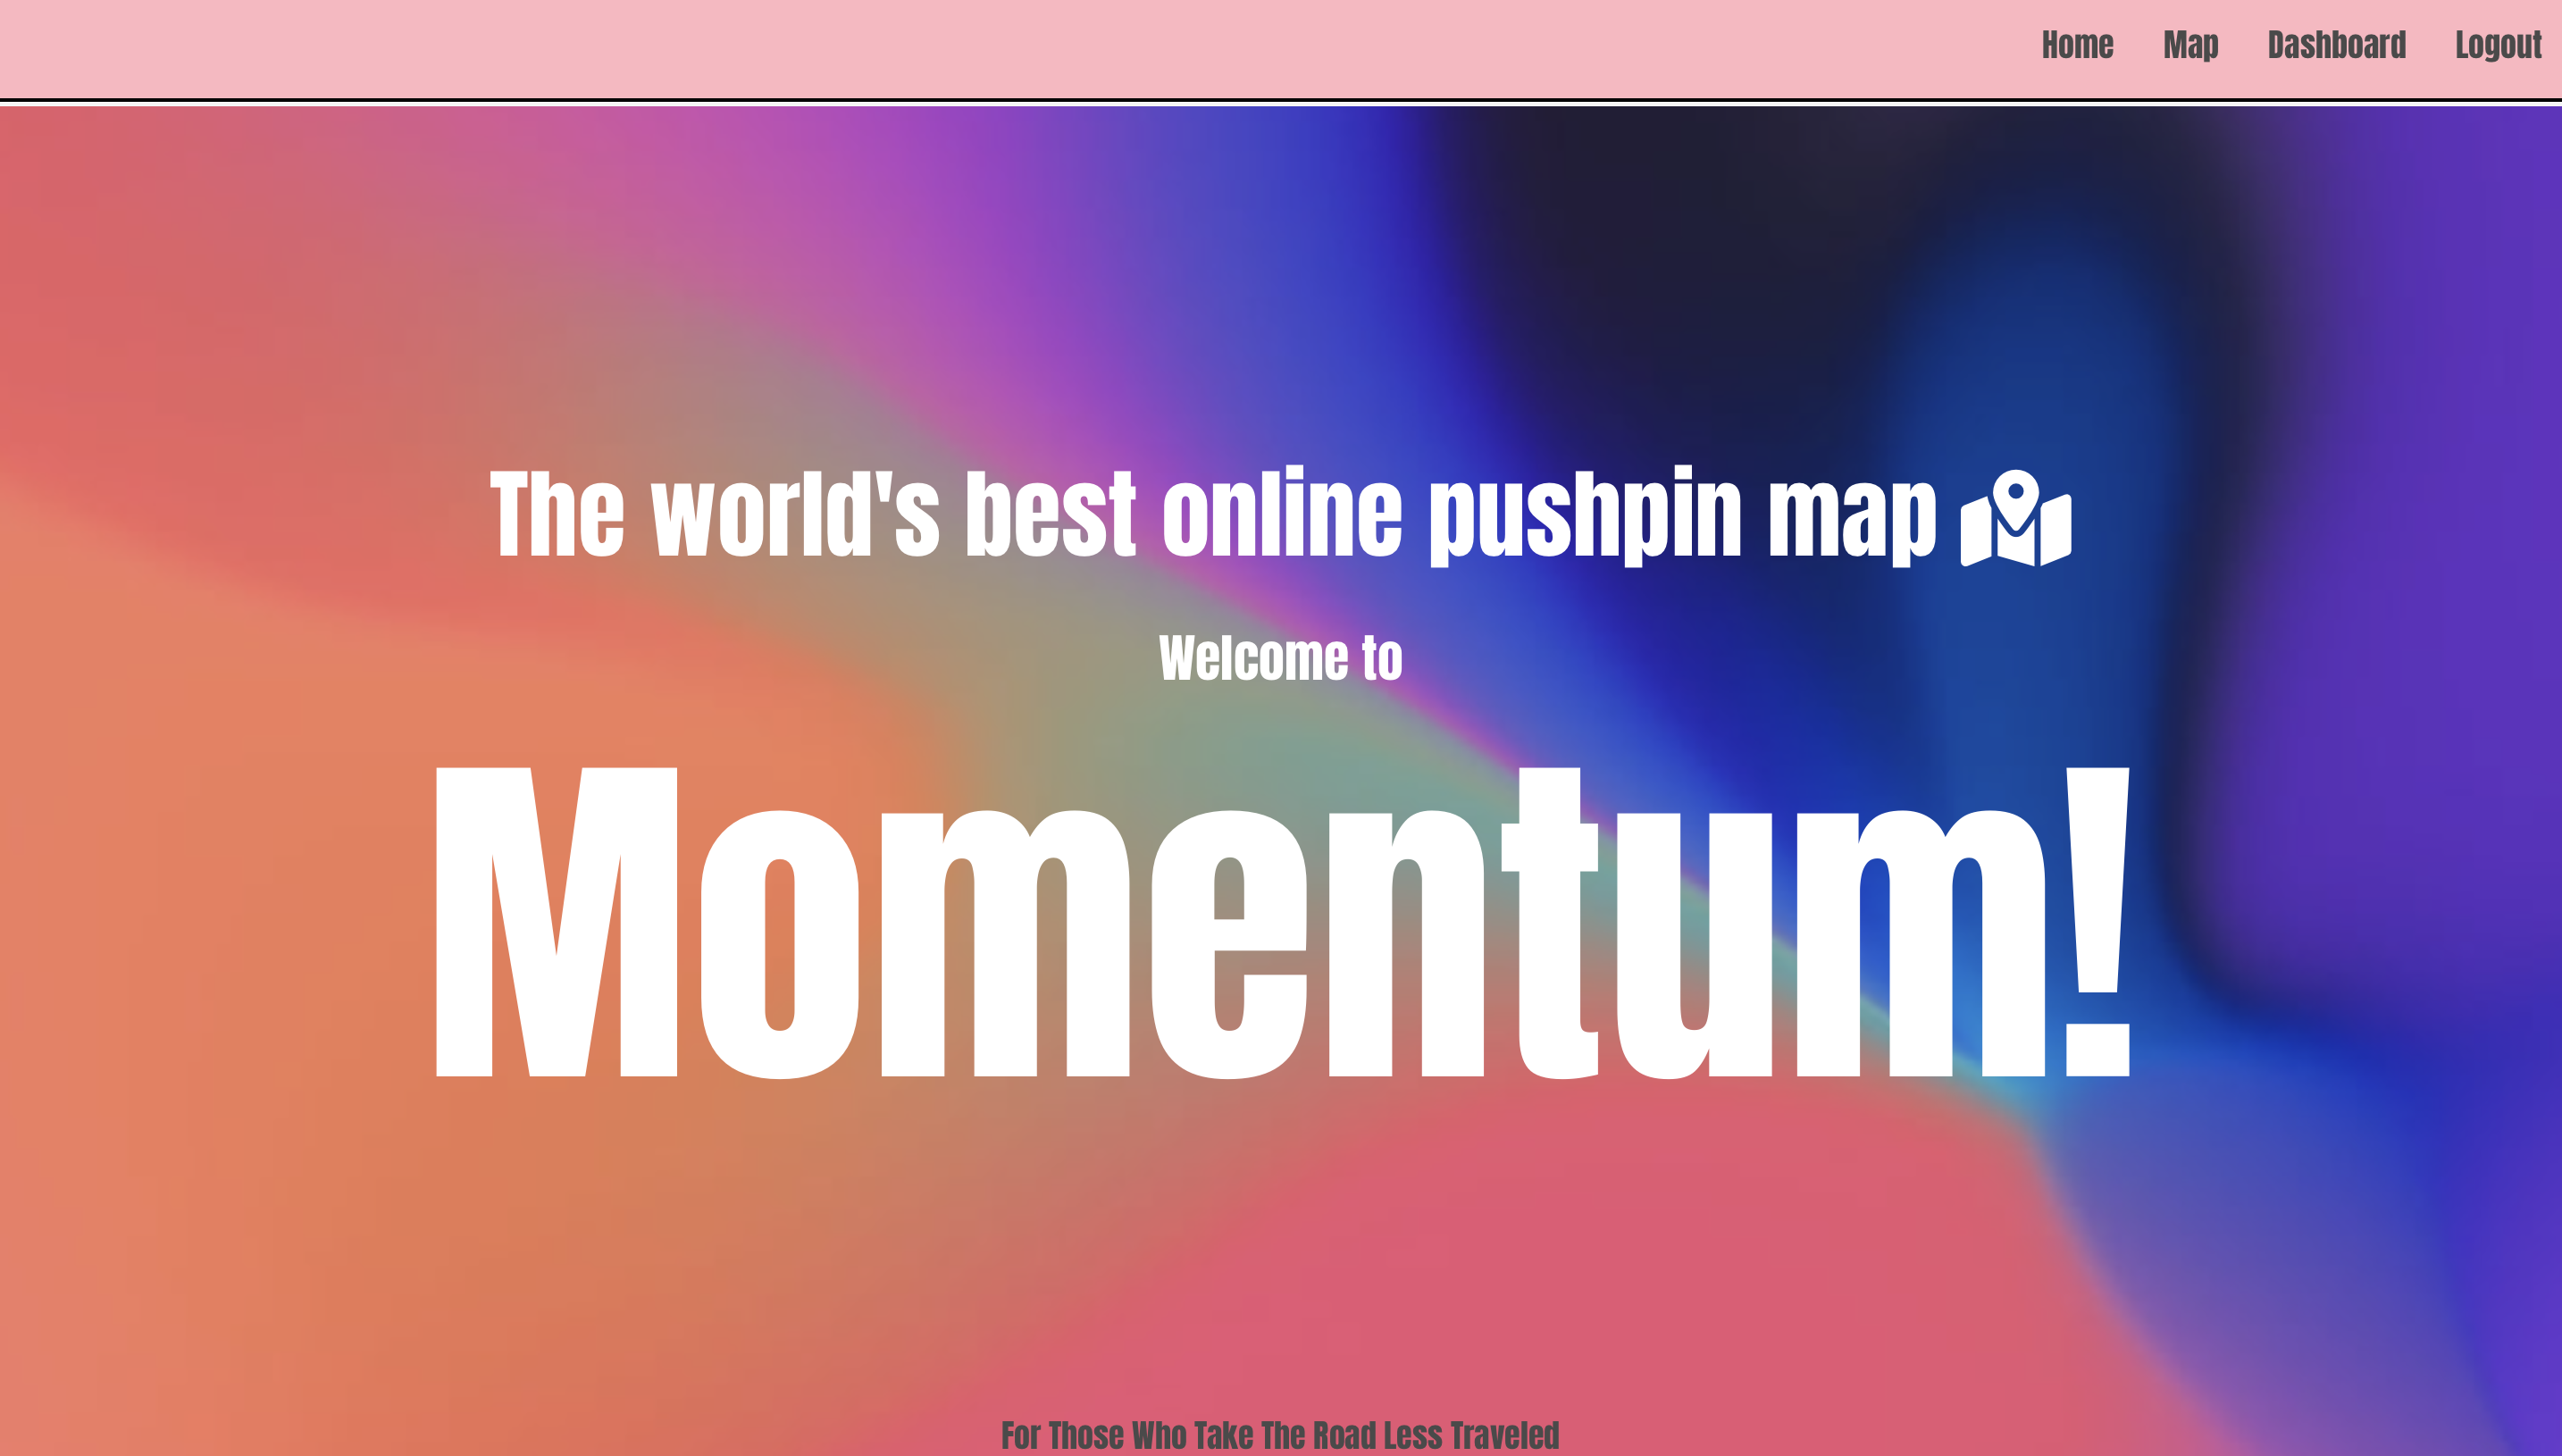 Home Map Dashboard Logout
The world's best online pushpin map
Welcome to
Momentum!
For Those Who Take The Road Less Traveled